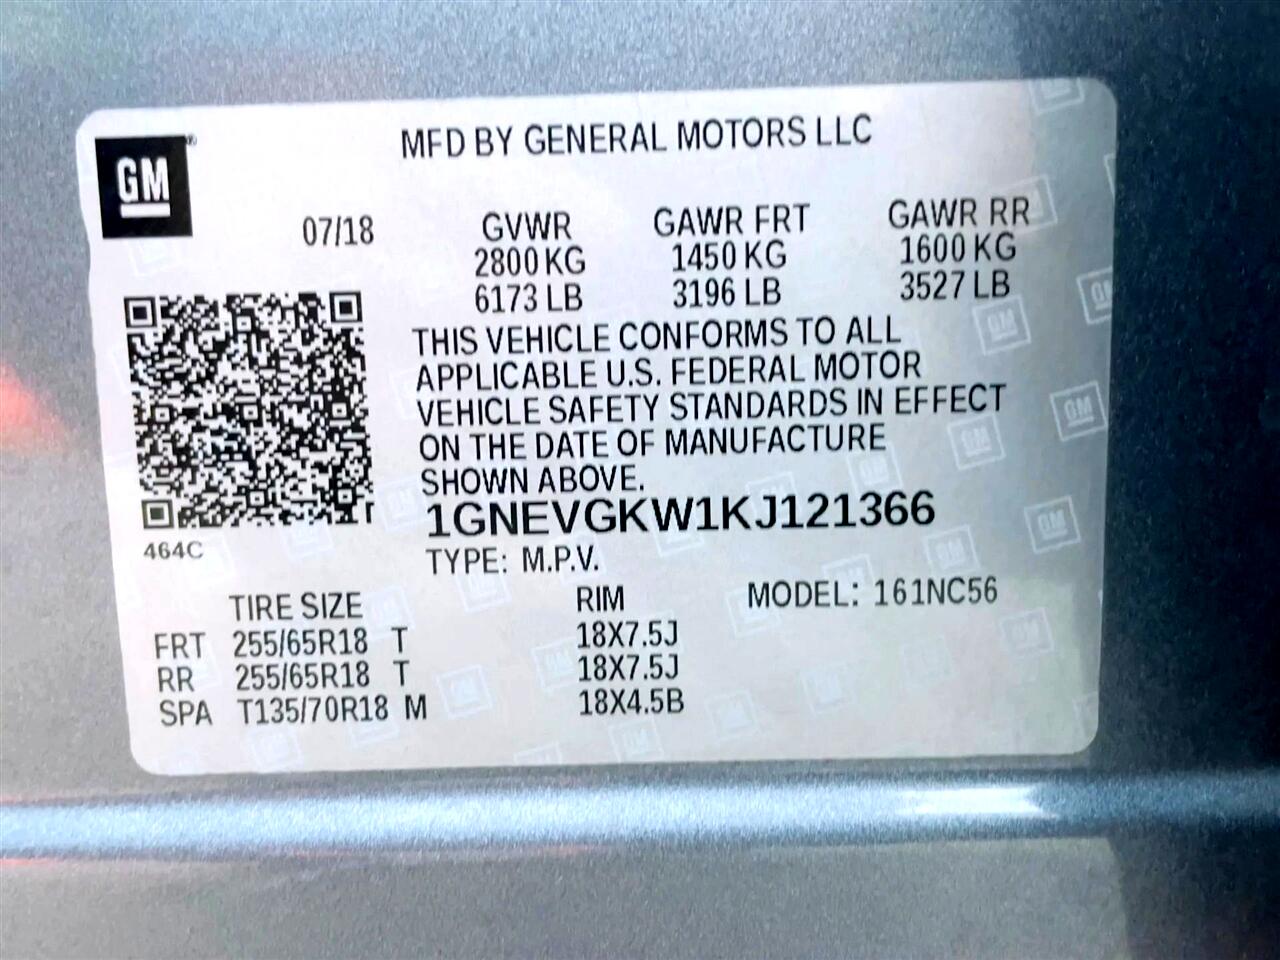 GM
MFD BY GENERAL MOTORS LLC
07/18 GVWR GAWR FRT GAWR RR
2800 KG 1450 KG 1600 KG
6173 LB 3196 LB 3527 LB
THIS VEHICLE CONFORMS TO ALL
APPLICABLE U.S. FEDERAL MOTOR
VEHICLE SAFETY STANDARDS IN EFFECT
ON THE DATE OF MANUFACTURE
SHOWN ABOVE.
1GNEVGKW1KJ121366
464C
TYPE: M.P.V.
TIRE SIZE RIM MODEL: 161NC56
FRT 255/65R18 T 18X7.5J
RR 255/65R18 T 18X7.5J
SPA T135/70R18 M 18X4.5B